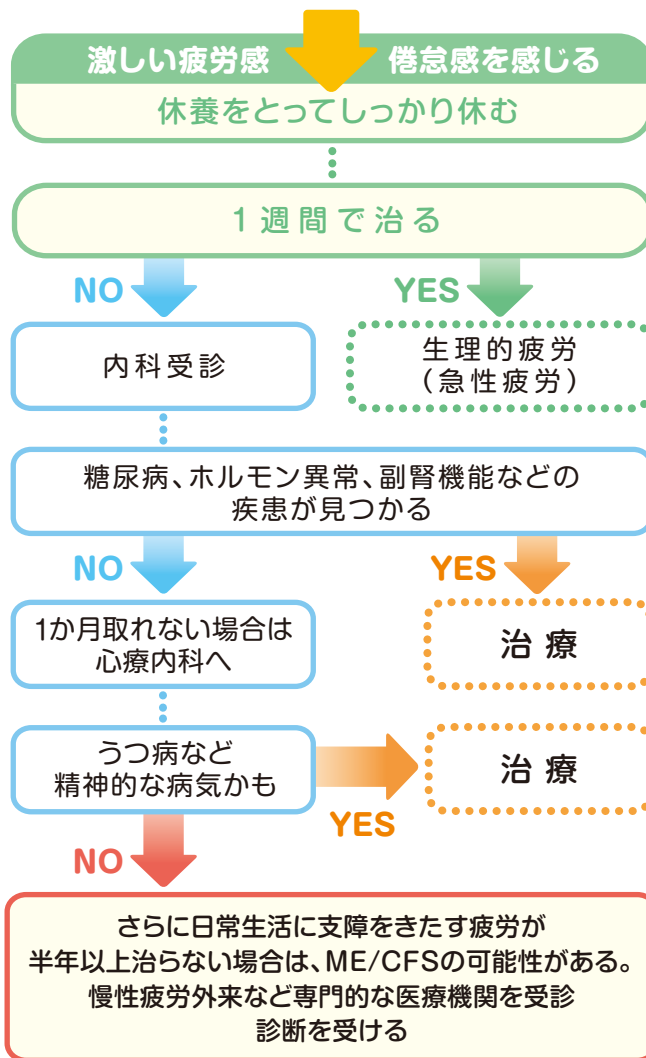 激しい疲労感 倦怠感を感じる
休養をとってしっかり休む
1週間で治る
NO YES
内科受診
生理的疲労
(急性疲労)
糖尿病、ホルモン異常、副腎機能などの
疾患が見つかる
NO YES
1か月取れない場合は
心療内科へ
治療
うつ病など
精神的な病気かも
YES
治療
NO
さらに日常生活に支障をきたす疲労が
半年以上治らない場合は、ME/CFSの可能性がある。
慢性疲労外来など専門的な医療機関を受診
診断を受ける